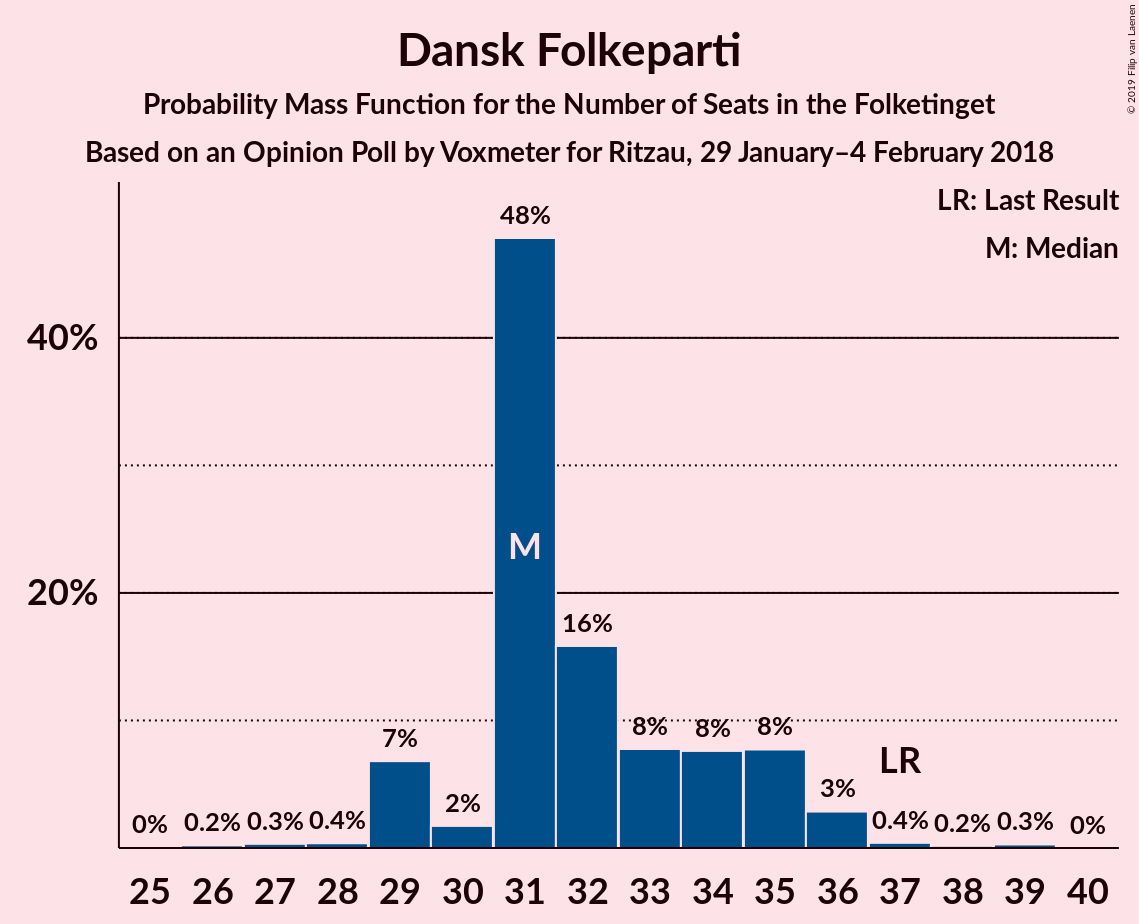 Dansk Folkeparti
Probability Mass Function for the Number of Seats in the Folketinget
Based on an Opinion Poll by Voxmeter for Ritzau, 29 January–4 February 2018
© 2019 Filip van Laenen
LR: Last Result
M: Median
40%
20%
0%
0.2%
0.3%
0.4%
7%
2%
48%
M
16%
8%
8%
8%
3%
LR
0.4%
0.2%
0.3%
0%
25 26 27 28 29 30 31 32 33 34 35 36 37 38 39 40